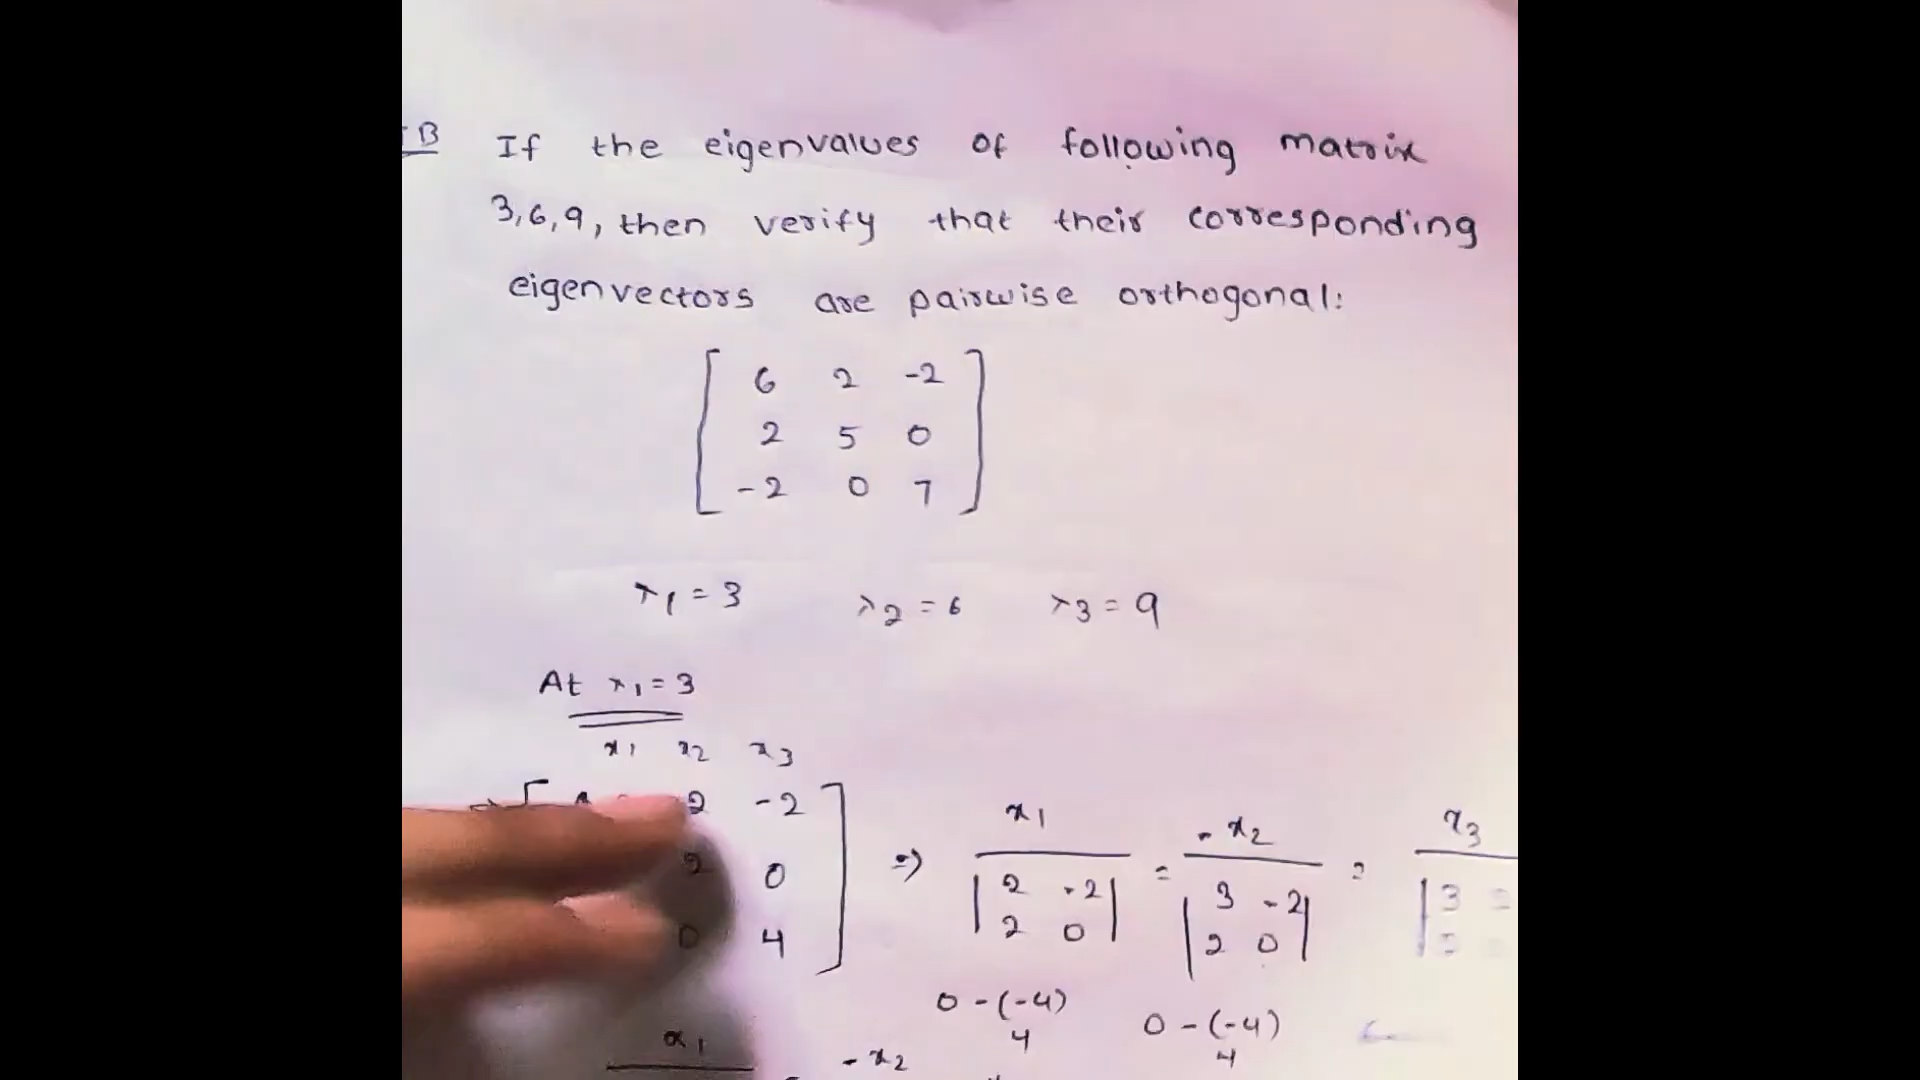 B If the eigenvalues of following matrix
3,6,9, then verify that their corresponding
eigenvectors are pairwise orthogonal:
6 2 -2
2 5 0
-2 0 7
λ1 = 3 λ2 = 6 λ3 = 9
At λ1 = 3
x1 x2 x3
2 -2
2 0
0 4
⇒ x1 = -x2 = x3
2 -2 3 -2 3
2 0 2 0
0 - (-4) 0 - (-4)
4 4
x1 -x2